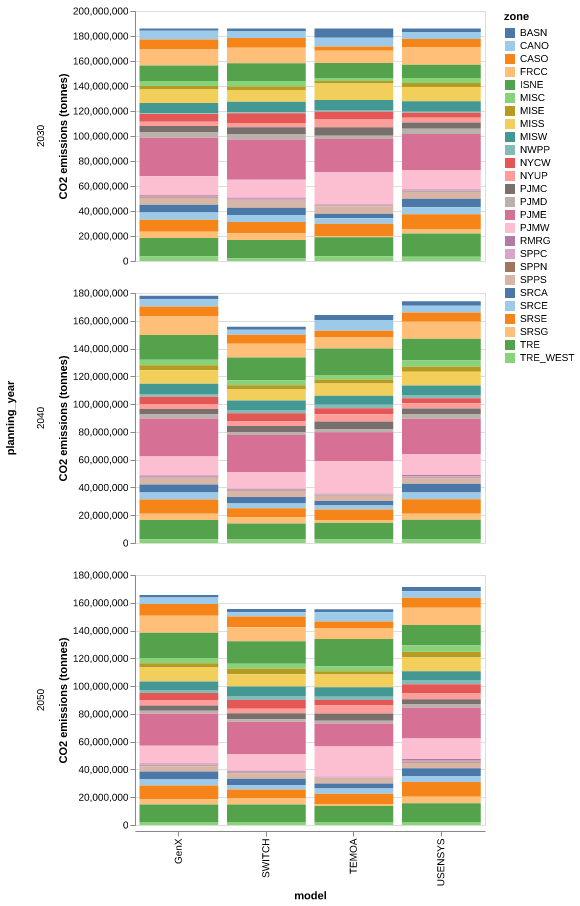 200,000,000
180,000,000
160,000,000
140,000,000
120,000,000
100,000,000
80,000,000
60,000,000
40,000,000
20,000,000
0
CO2 emissions (tonnes)
2030
180,000,000
160,000,000
140,000,000
120,000,000
100,000,000
80,000,000
60,000,000
40,000,000
20,000,000
0
CO2 emissions (tonnes)
2040
planning_year
180,000,000
160,000,000
140,000,000
120,000,000
100,000,000
80,000,000
60,000,000
40,000,000
20,000,000
0
CO2 emissions (tonnes)
2050
GenX
SWITCH
TEMOA
USENSYS
model
zone
BASN
CANO
CASO
FRCC
ISNE
MISC
MISE
MISS
MISW
NWPP
NYCW
NYUP
PJMC
PJMD
PJME
PJMW
RMRG
SPPC
SPPN
SPPS
SRCA
SRCE
SRSE
SRSG
TRE
TRE_WEST